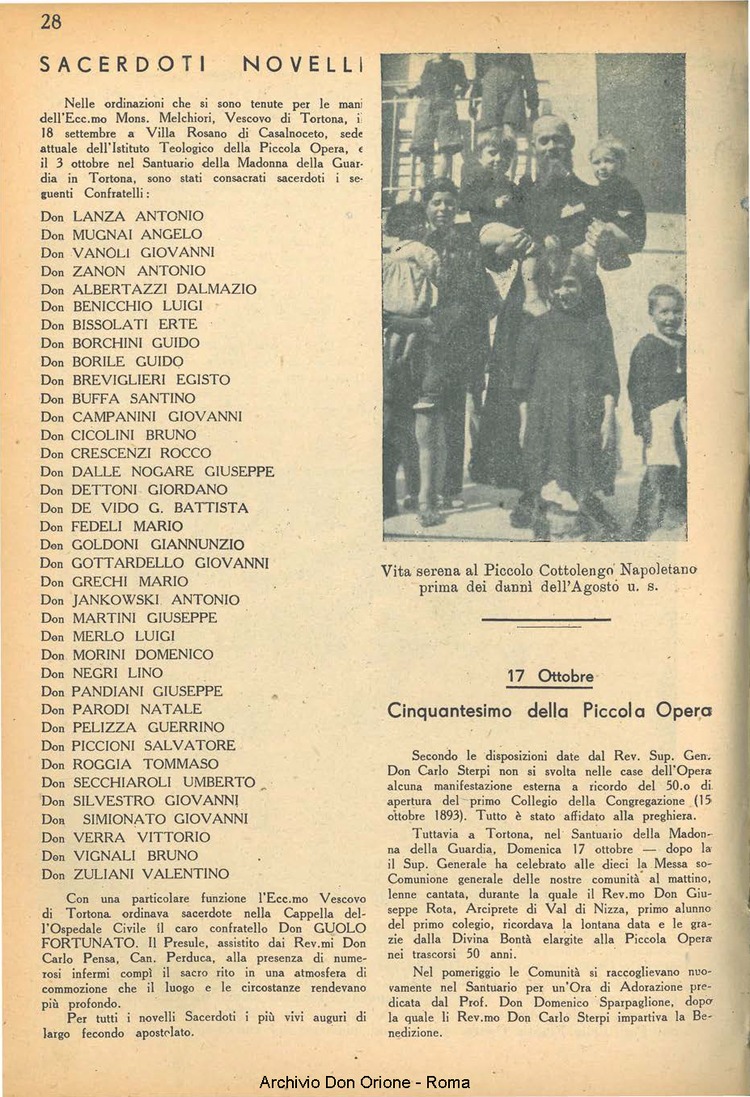 28
SACERDOTI NOVELLI
Nelle ordinazioni che si sono tenute per le mani
dell'Ecc.mo Mons. Melchiori, Vescovo di Tortona, i
18 settembre a Villa Rosano di Casalnoceto, sede
attuale dell'Istituto Teologico della Piccola Opera, e
il 3 ottobre nel Santuario della Madonna della Guar-
dia in Tortona, sono stati consacrati sacerdoti i se-
guenti Confratelli :
Don LANZA ANTONIO
Don MUGNAI ANGELO
Don VANOLI GIOVANNI
Don ZANON ANTONIO
Don ALBERTAZZI DALMAZIO
Don BENICCHIO LUIGI
Don BISSOLATI ERTE
Don BORCHINI GUIDO
Don BORILE GUIDO
Don BREVIGLIERI EGISTO
Don BUFFA SANTINO
Don CAMPANINI GIOVANNI
Don CICOLINI BRUNO
Don CRESCENZI ROCCO
Don DALLE NOGARE GIUSEPPE
Don DETTONI GIORDANO
Don DE VIDO G. BATTISTA
Don FEDELI MARIO
Don GOLDONI GIANNUNZIO
Don GOTTARDELLO GIOVANNI
Don GRECHI MARIO
Don JANKOWSKI ANTONIO
Don MARTINI GIUSEPPE
Don MERLO LUIGI
Don MORINI DOMENICO
Don NEGRI LINO
Don PANDIANI GIUSEPPE
Don PARODI NATALE
Don PELIZZA GUERRINO
Don PICCIONI SALVATORE
Don ROGGIA TOMMASO
Don SECCHIAROLI UMBERTO
Don SILVESTRO GIOVANNI
Don SIMIONATO GIOVANNI
Don VERRA VITTORIO
Don VIGNALI BRUNO
Don ZULIANI VALENTINO
Con una particolare funzione l'Ecc.mo Vescovo
di Tortona ordinava sacerdote nella Cappella del-
l'Ospedale Civile il caro confratello Don GUOLO
FORTUNATO. Il Presule, assistito dai Rev.mi Don
Carlo Pensa, Can. Perduca, alla presenza di nume-
rosi infermi compì il sacro rito in una atmosfera di
commozione che il luogo e le circostanze rendevano
più profondo.
Per tutti i novelli Sacerdoti i più vivi auguri di
largo fecondo apostolato.
Vita serena al Piccolo Cottolengo Napoletano
prima dei danni dell'Agosto u. s.
17 Ottobre
Cinquantesimo della Piccola Opera
Secondo le disposizioni date dal Rev. Sup. Gen.
Don Carlo Sterpi non si svolta nelle case dell'Opera
alcuna manifestazione esterna a ricordo del 50.o di
apertura del primo Collegio della Congregazione (15
ottobre 1893). Tutto è stato affidato alla preghiera.
Tuttavia a Tortona, nel Santuario della Madon-
na della Guardia, Domenica 17 ottobre — dopo la
il Sup. Generale ha celebrato alle dieci la Messa so-
Comunione generale delle nostre comunità al mattino,
lenne cantata, durante la quale il Rev.mo Don Giu-
seppe Rota, Arciprete di Val di Nizza, primo alunno
del primo colegio, ricordava la lontana data e le gra-
zie dalla Divina Bontà elargite alla Piccola Opera
nei trascorsi 50 anni.
Nel pomeriggio le Comunità si raccoglievano nuo-
vamente nel Santuario per un'Ora di Adorazione pre-
dicata dal Prof. Don Domenico Sparpaglione, dopo
la quale li Rev.mo Don Carlo Sterpi impartiva la Be-
nedizione.
Archivio Don Orione - Roma